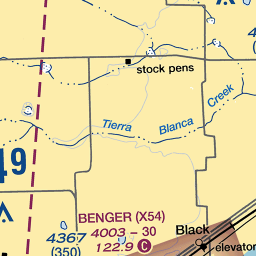 stock pens
Tierra Blanca Creek
49
BENGER (X54)
4003 - 30
122.9 C
4367
(350)
Black
elevator